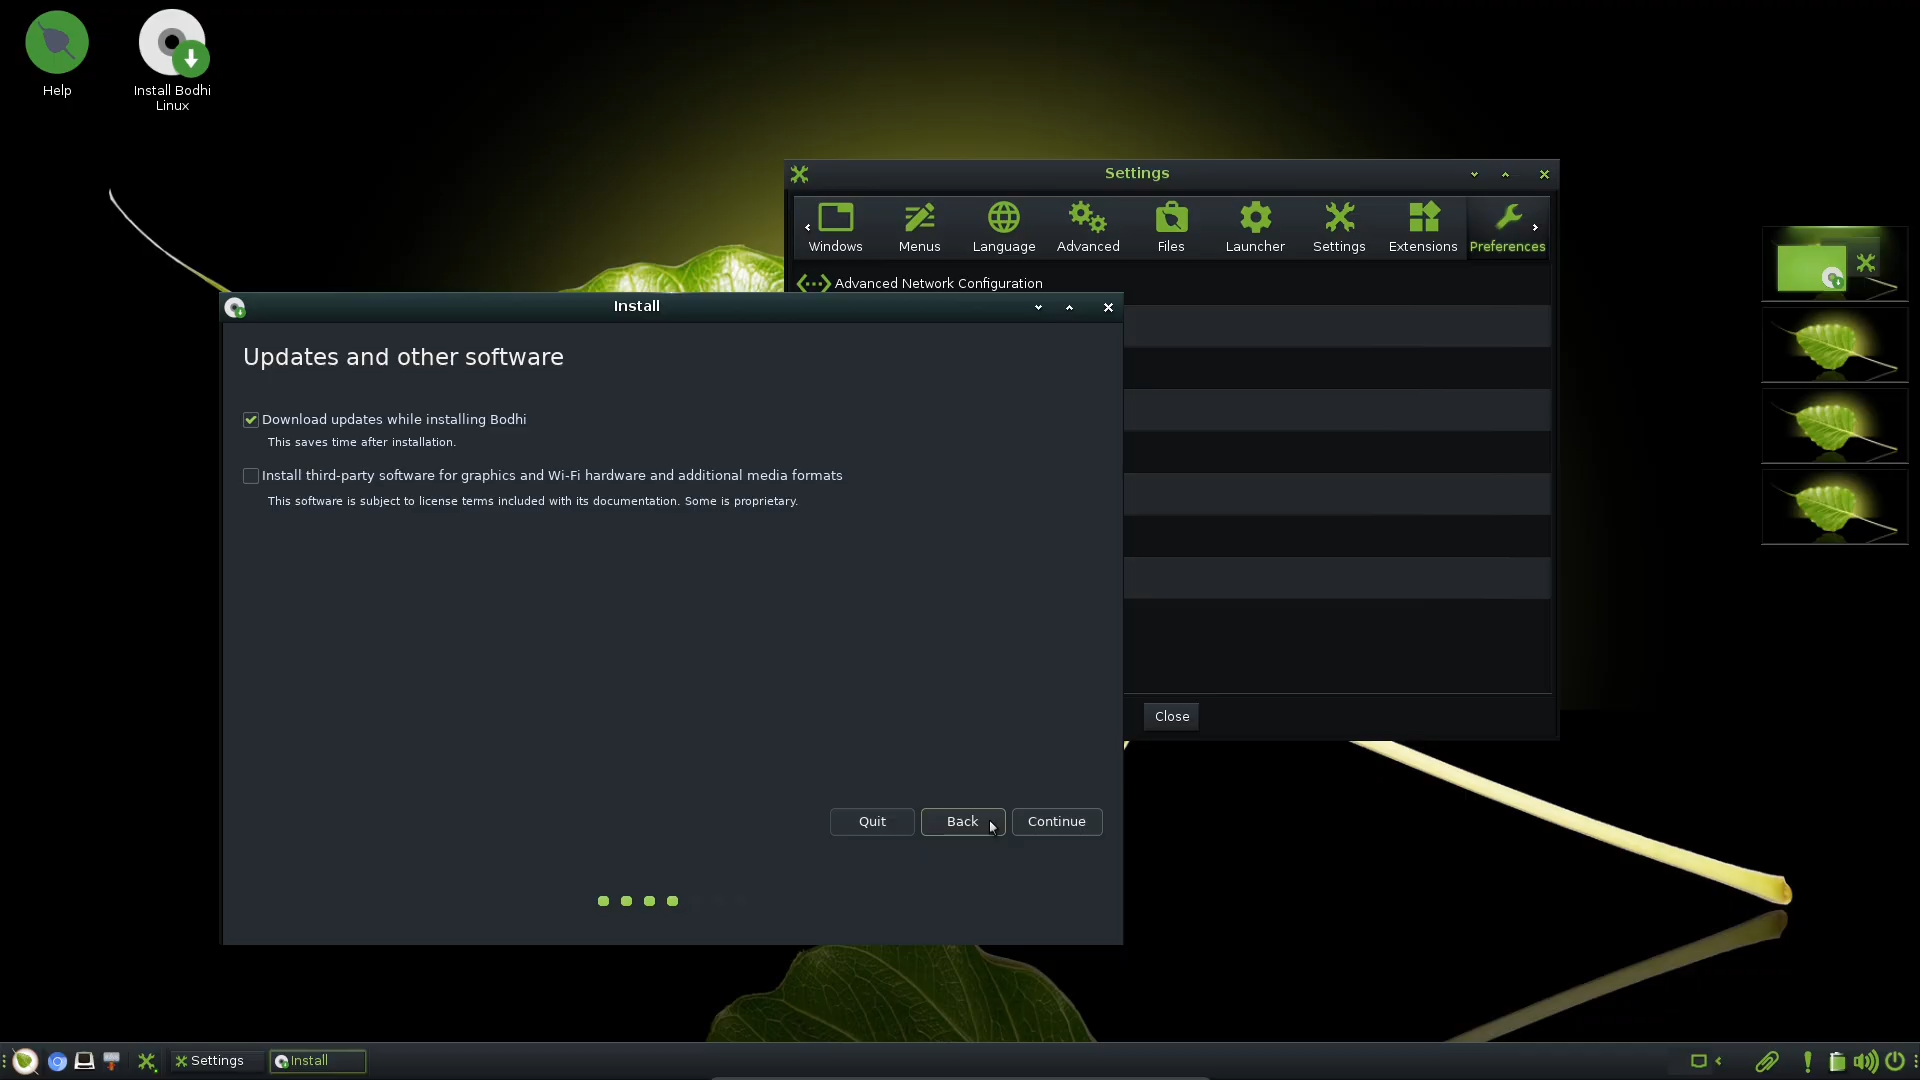 Help
Install Bodhi
Linux
Settings
Windows
Menus
Language
Advanced
Files
Launcher
Settings
Extensions
Preferences
Advanced Network Configuration
Install
Updates and other software
Download updates while installing Bodhi
This saves time after installation.
Install third-party software for graphics and Wi-Fi hardware and additional media formats
This software is subject to license terms included with its documentation. Some is proprietary.
Close
Quit
Back
Continue
Settings
Install